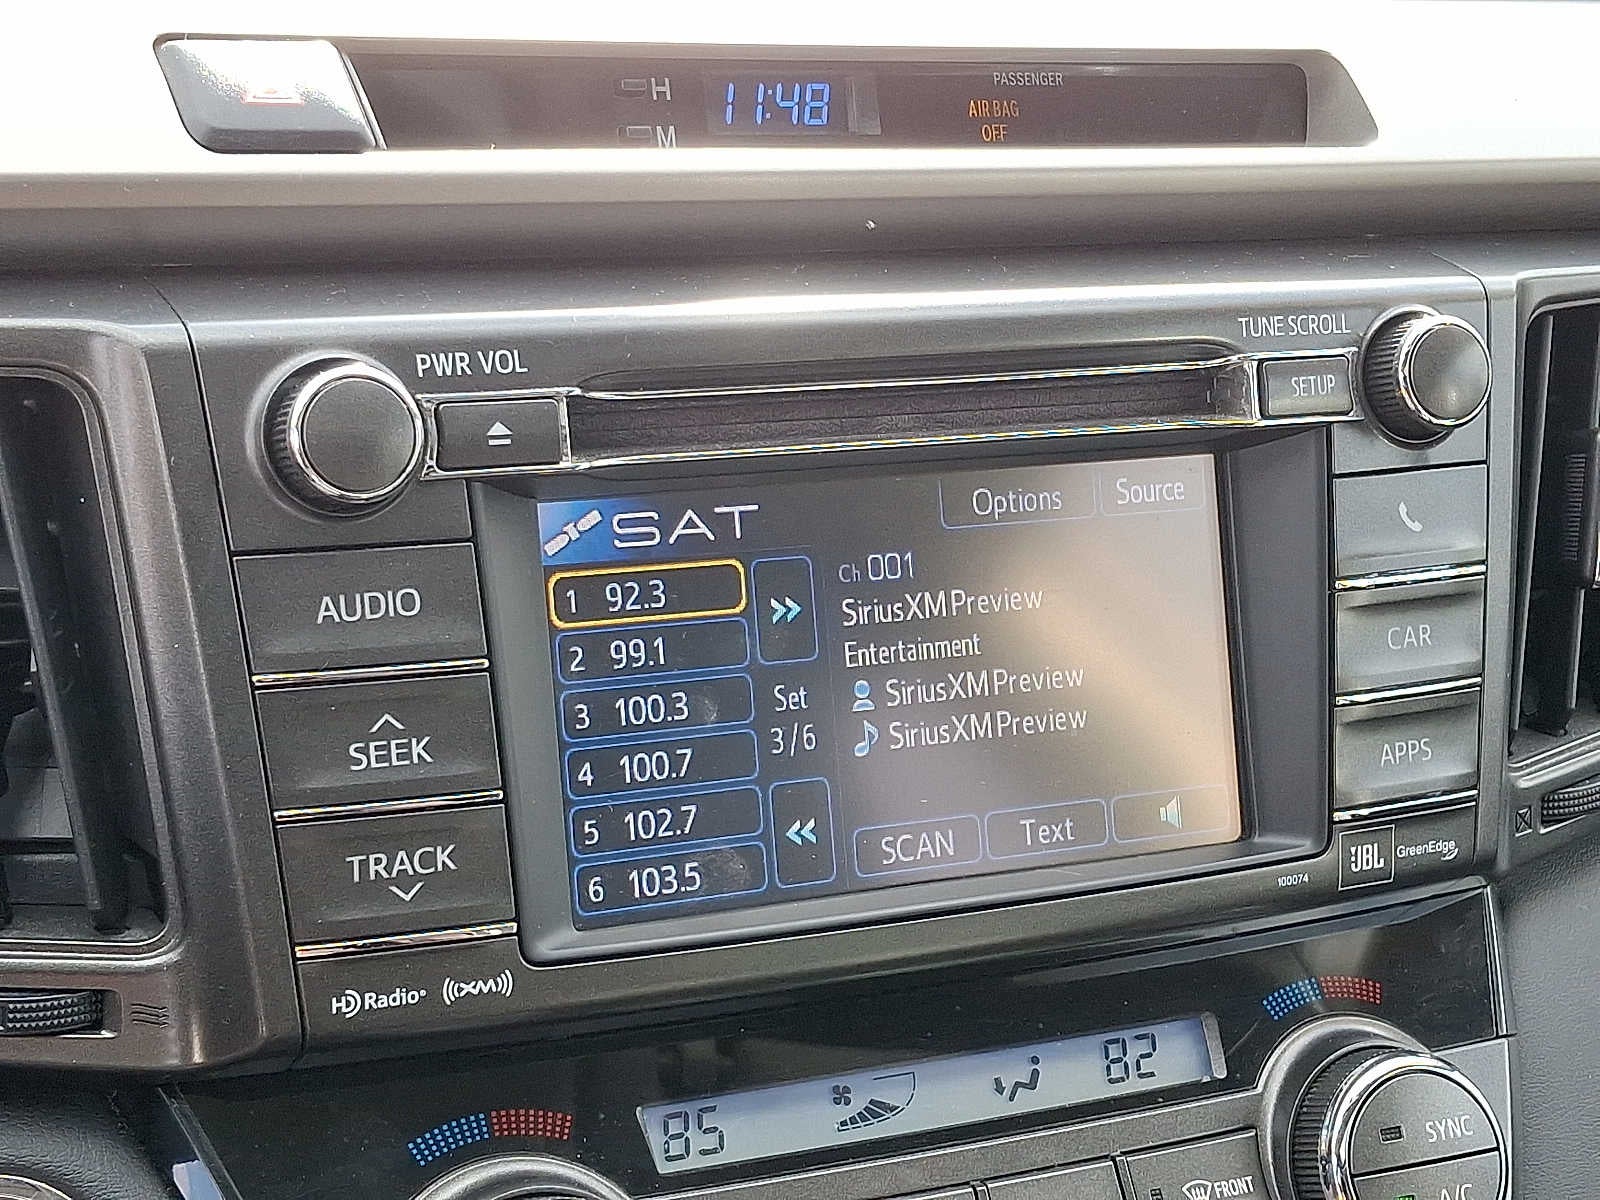 H
11:48
PASSENGER
AIR BAG
OFF
M
PWR VOL
TUNE SCROLL
SETUP
SAT
Options
Source
AUDIO
SEEK
TRACK
1 92.3
2 99.1
3 100.3
4 100.7
5 102.7
6 103.5
Set
3/6
Ch 001
SiriusXM Preview
Entertainment
SiriusXM Preview
SiriusXM Preview
SCAN
Text
CAR
APPS
JBL GreenEdge
100074
HD Radio
((XM))
85
82
SYNC
A/C
FRONT